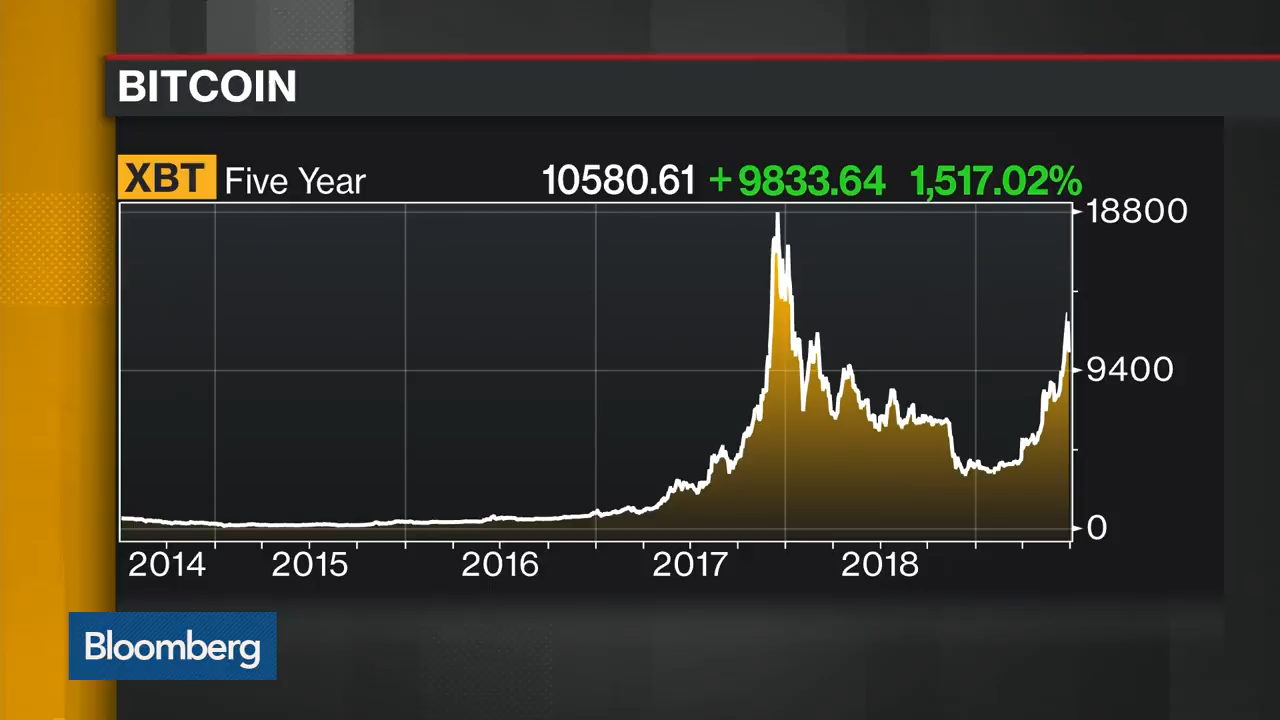 BITCOIN
XBT Five Year 10580.61 +9833.64 1,517.02%
18800
9400
0
2014 2015 2016 2017 2018
Bloomberg